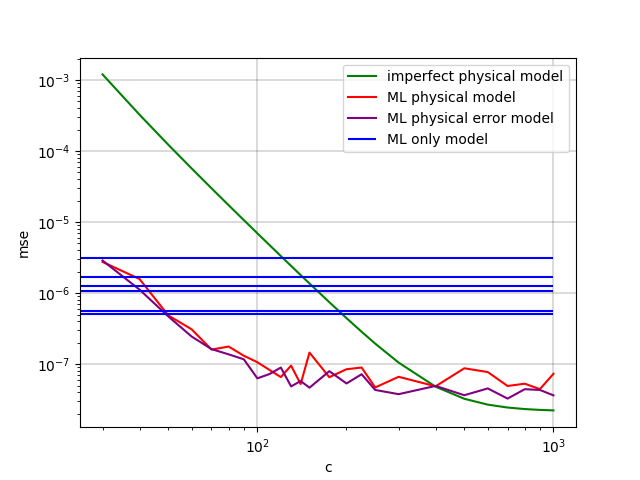 imperfect physical model
ML physical model
ML physical error model
ML only model
10⁻³
10⁻⁴
10⁻⁵
10⁻⁶
10⁻⁷
mse
10² 10³
c